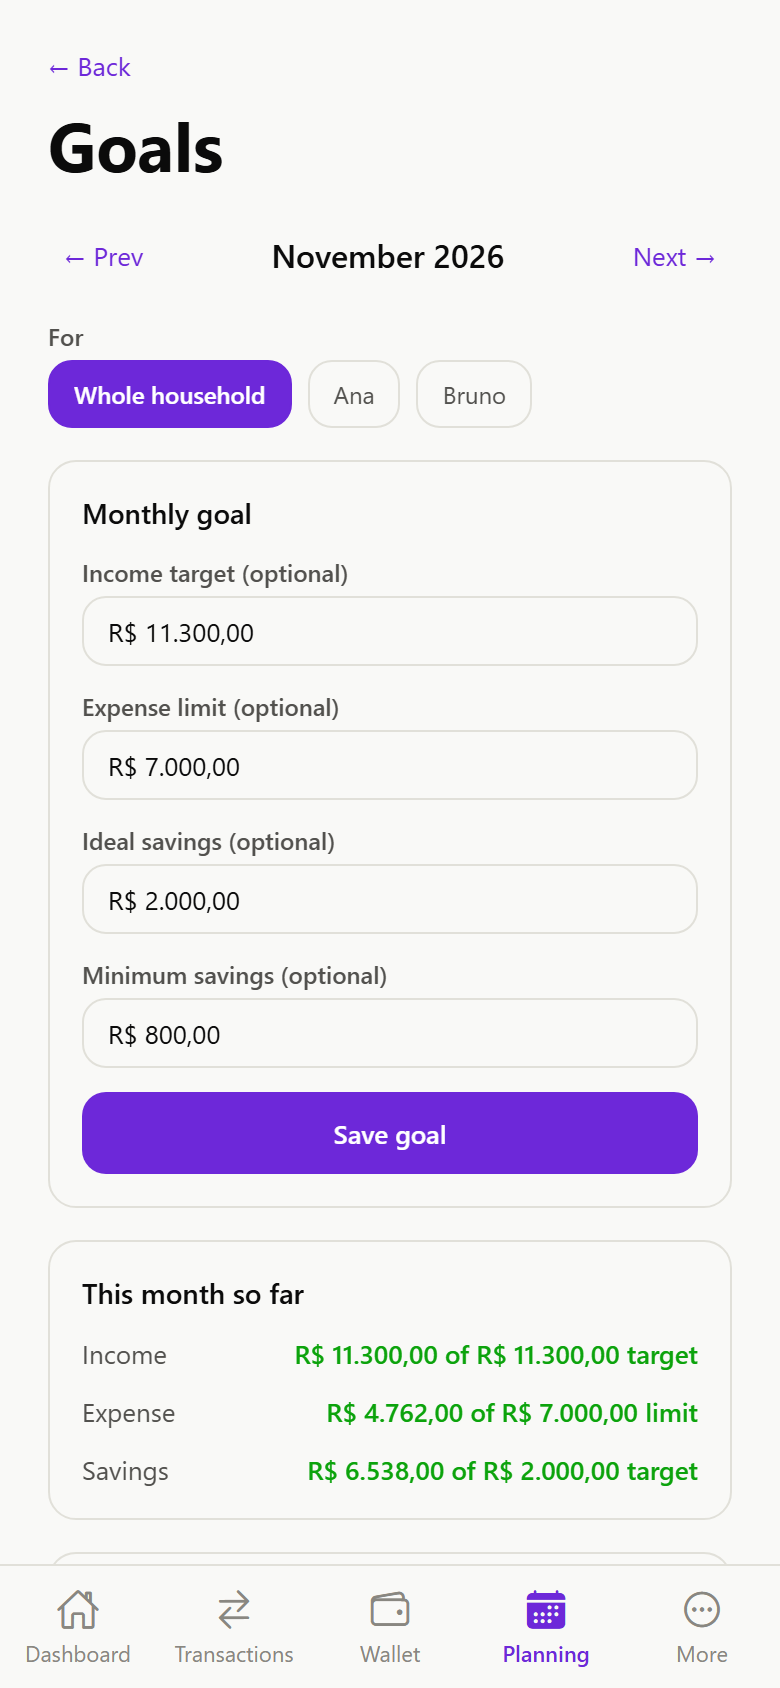 ← Back
Goals
← Prev
November 2026
Next →
For
Whole household
Ana
Bruno
Monthly goal
Income target (optional)
R$ 11.300,00
Expense limit (optional)
R$ 7.000,00
Ideal savings (optional)
R$ 2.000,00
Minimum savings (optional)
R$ 800,00
Save goal
This month so far
Income R$ 11.300,00 of R$ 11.300,00 target
Expense R$ 4.762,00 of R$ 7.000,00 limit
Savings R$ 6.538,00 of R$ 2.000,00 target
Dashboard
Transactions
Wallet
Planning
More